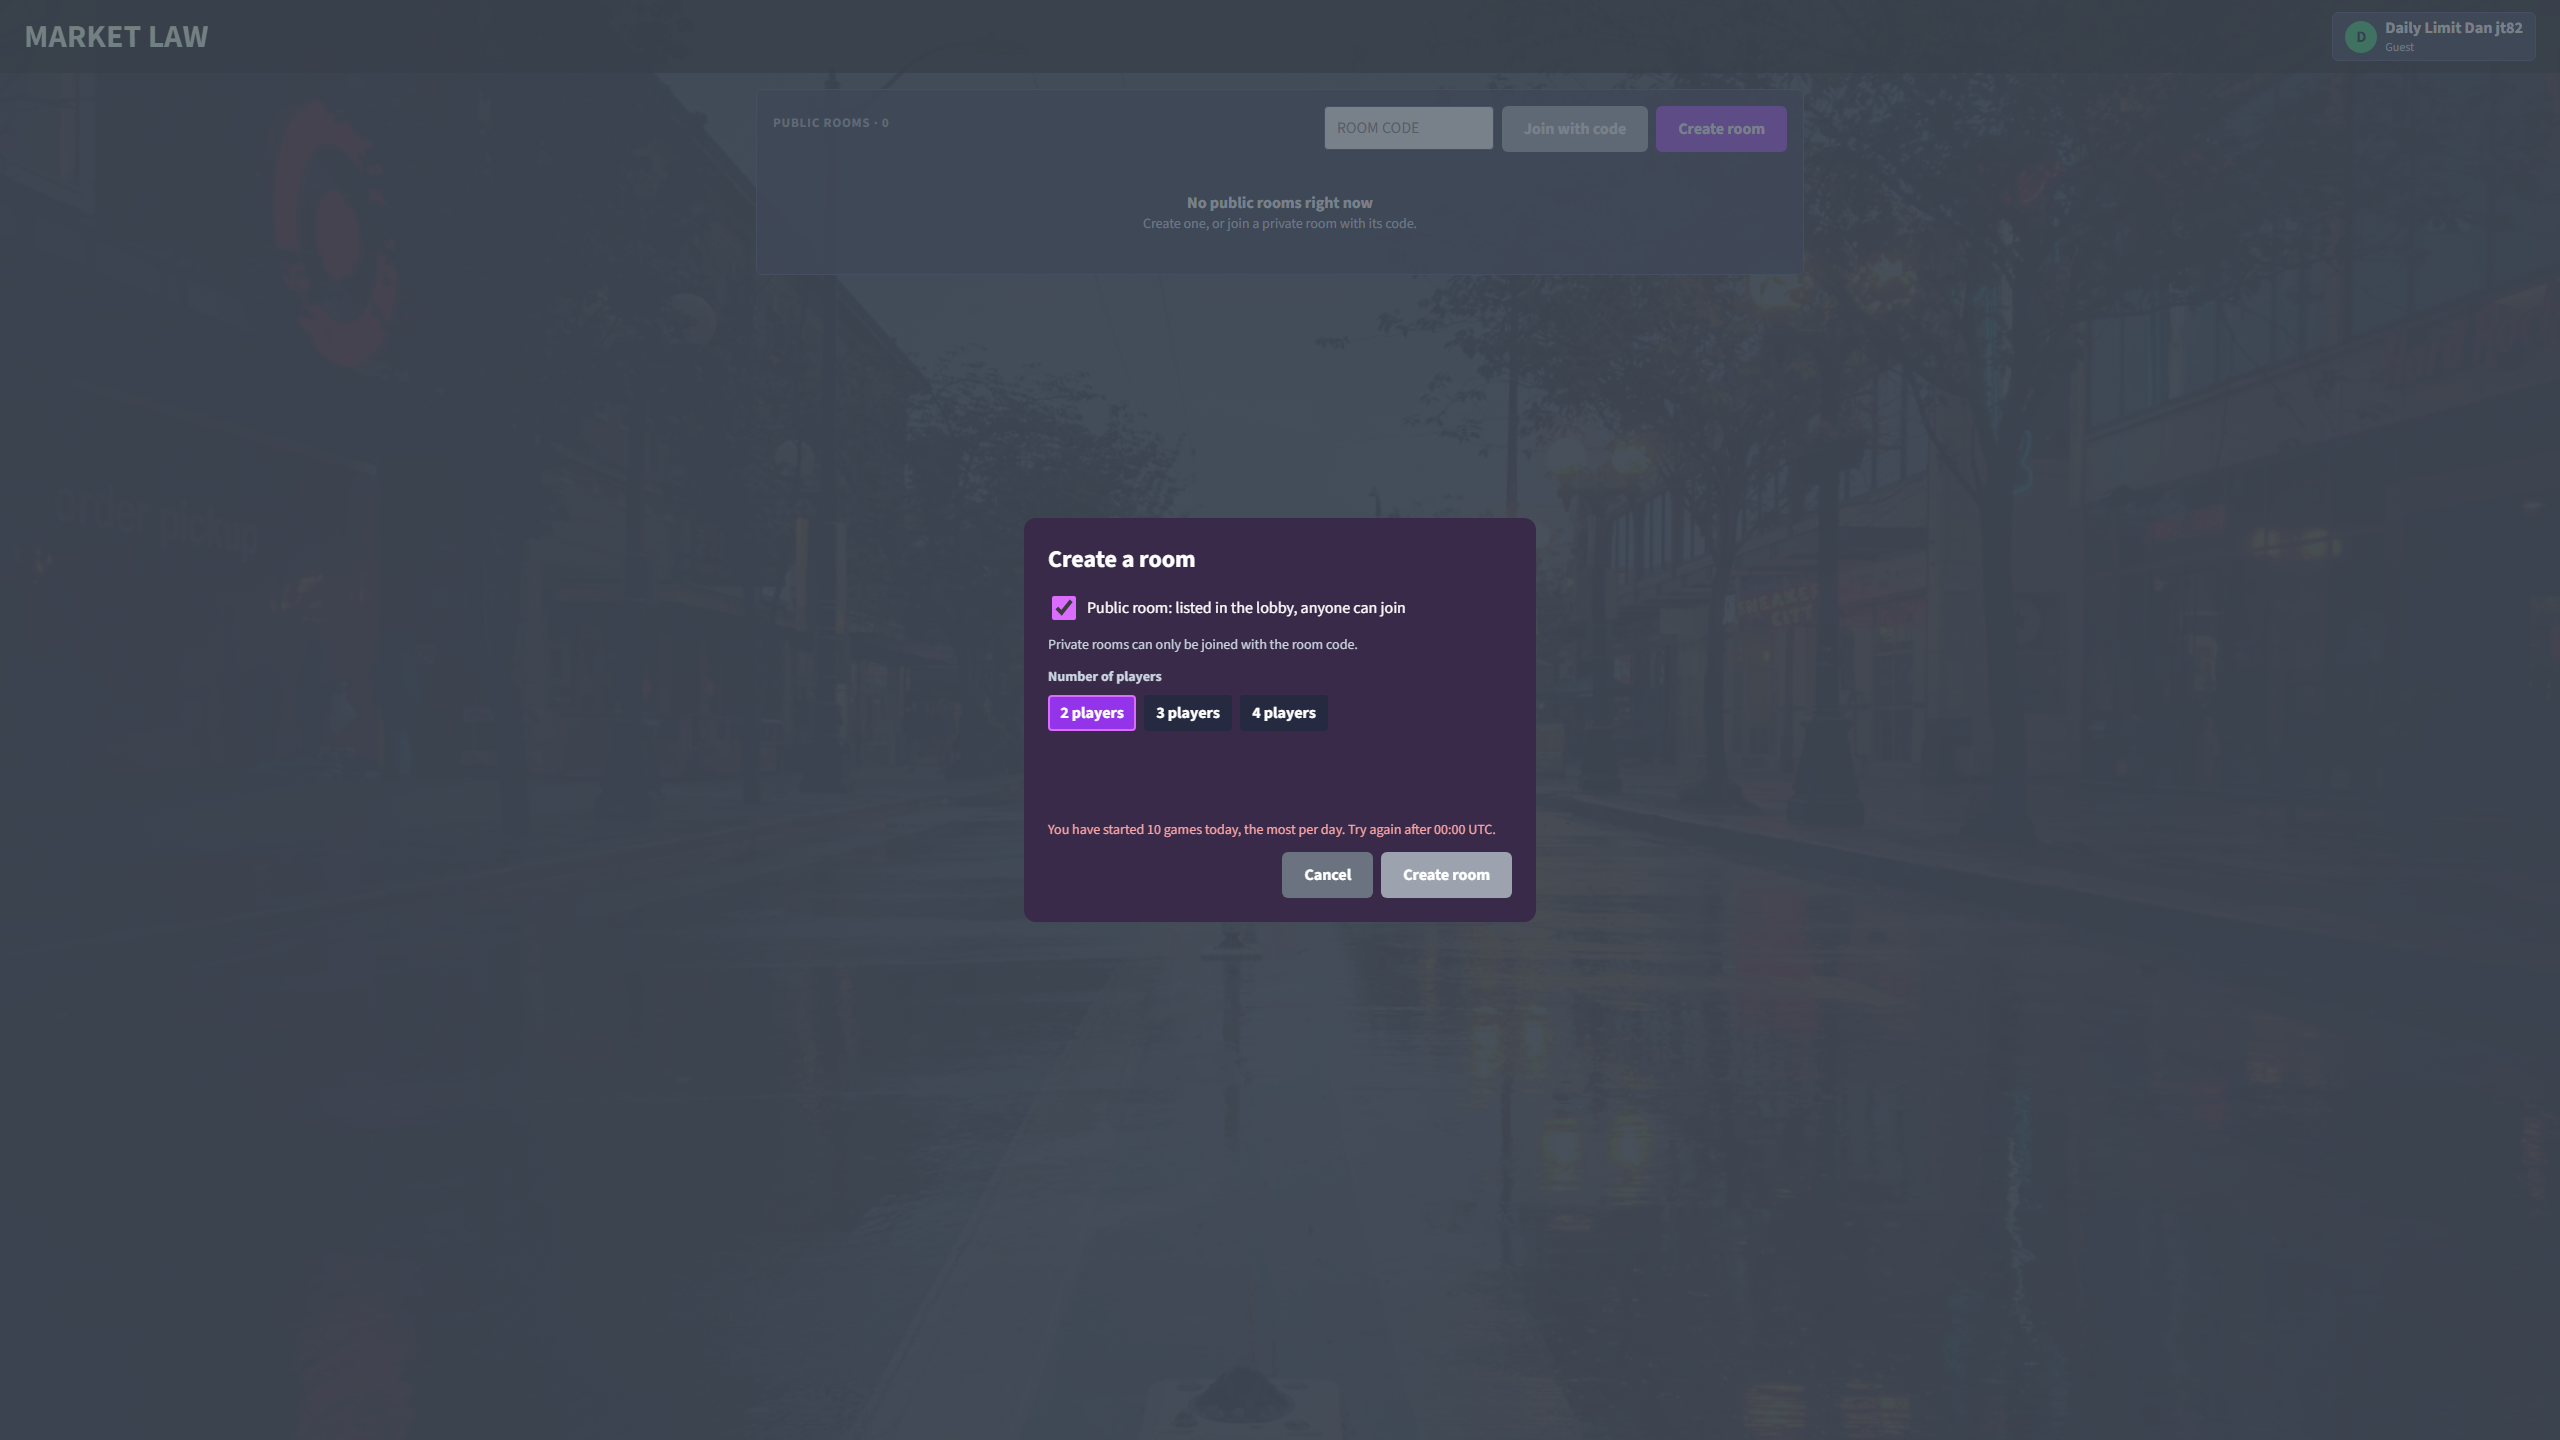 MARKET LAW
D
Daily Limit Dan jt82
Guest
PUBLIC ROOMS · 0
ROOM CODE
Join with code
Create room
No public rooms right now
Create one, or join a private room with its code.
order pickup
SNEAKER
CITY
Create a room
Public room: listed in the lobby, anyone can join
Private rooms can only be joined with the room code.
Number of players
2 players
3 players
4 players
You have started 10 games today, the most per day. Try again after 00:00 UTC.
Cancel
Create room